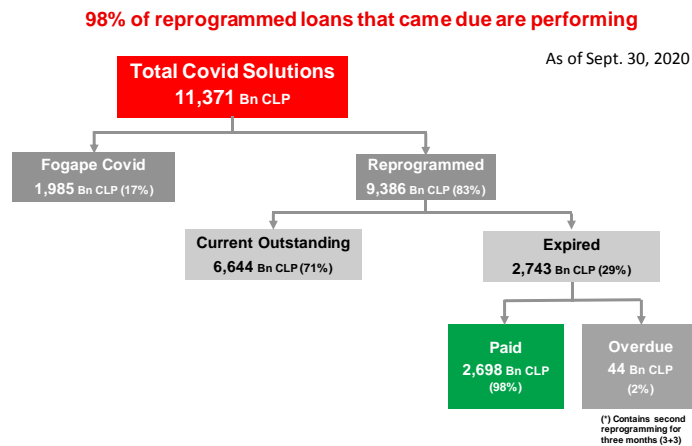 98% of reprogrammed loans that came due are performing
As of Sept. 30, 2020
Total Covid Solutions
11,371 Bn CLP
Fogape Covid
1,985 Bn CLP (17%)
Reprogrammed
9,386 Bn CLP (83%)
Current Outstanding
6,644 Bn CLP (71%)
Expired
2,743 Bn CLP (29%)
Paid
2,698 Bn CLP
(98%)
Overdue
44 Bn CLP
(2%)
(*) Contains second
reprogramming for
three months (3+3)